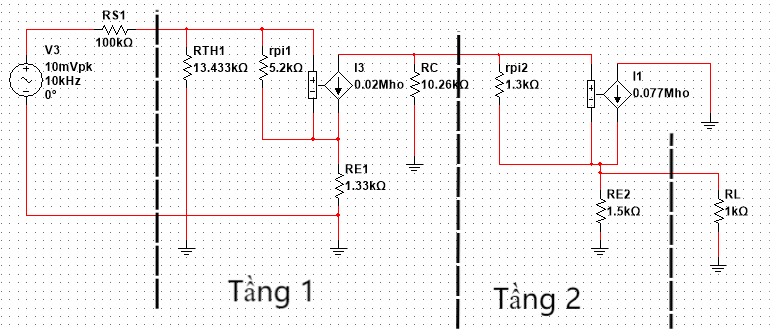 RS1
100kΩ
V3
10mVpk
10kHz
0°
RTH1
13.433kΩ
rpi1
5.2kΩ
I3
0.02Mho
RC
10.26kΩ
rpi2
1.3kΩ
I1
0.077Mho
RE1
1.33kΩ
RE2
1.5kΩ
RL
1kΩ
Tầng 1
Tầng 2